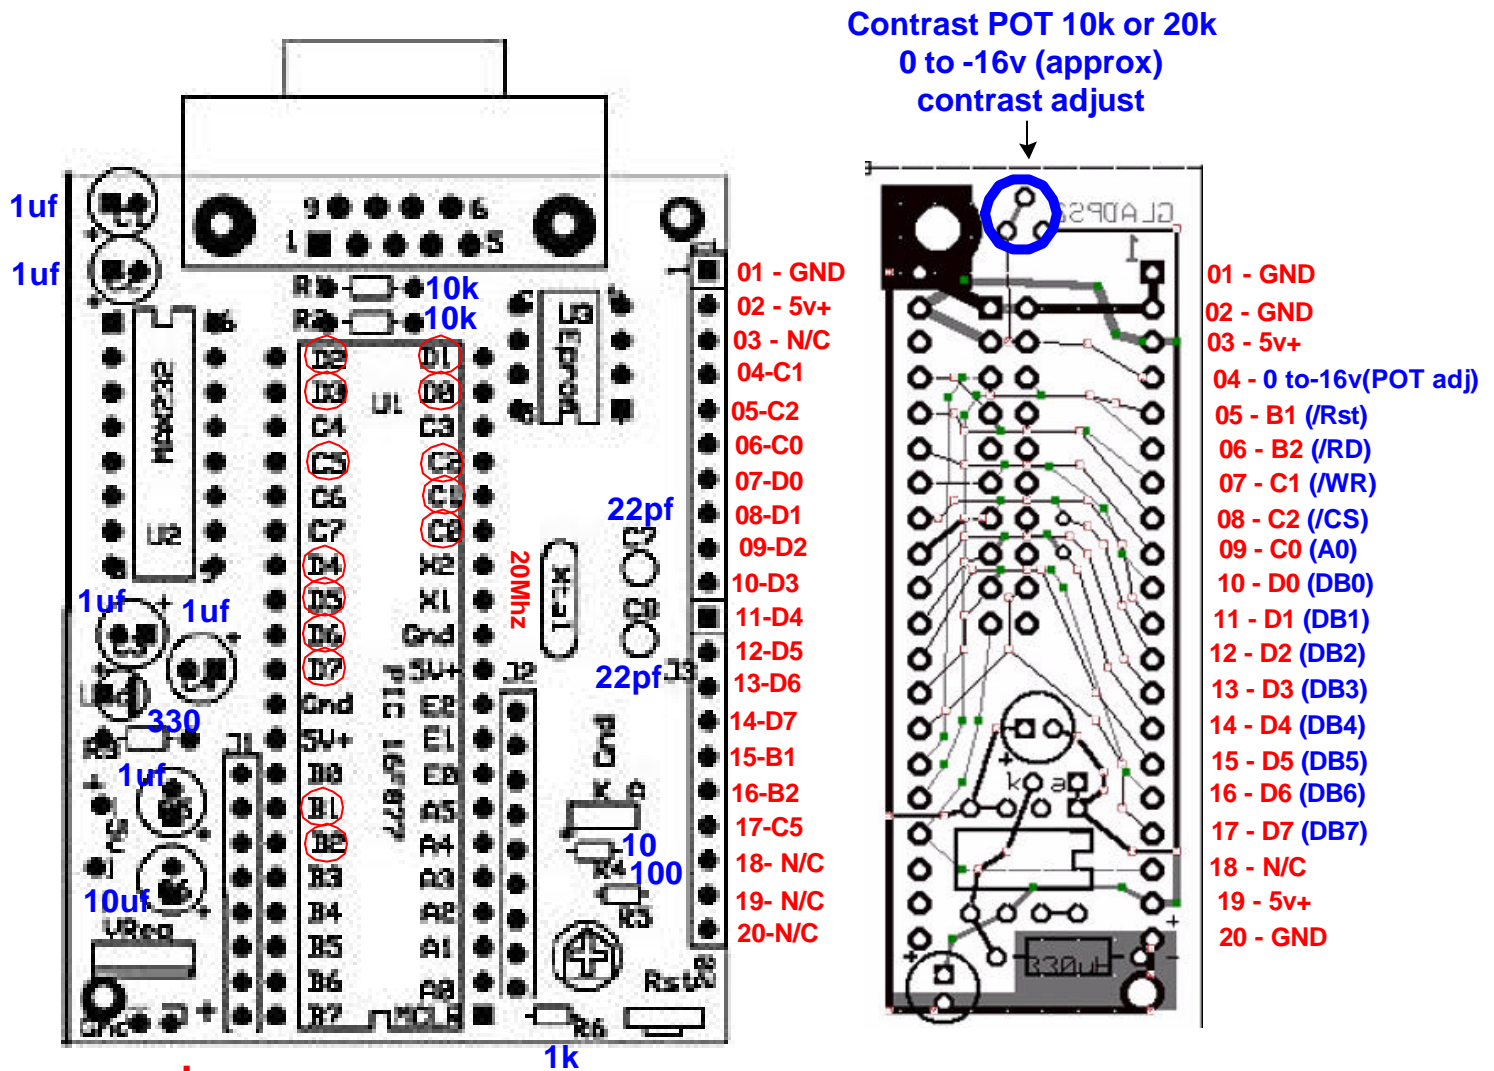 Contrast POT 10k or 20k
0 to -16v (approx)
contrast adjust
1uf
1uf
9
6
1
5
10k
10k
R2
U3
D2
D1
D3
D0
U1
C4
C3
C5
C2
C6
C1
C7
C0
D4
X2
D5
X1
D6
Gnd
D7
5V+
Gnd
E2
5V+
E1
B0
E0
B1
A5
B2
A4
B3
A3
B4
A2
B5
A1
B6
A0
B7
MCLR
MAX232
U2
PIC 16F877
20Mhz
Xtal
22pf
22pf
J3
J2
J1
1uf
1uf
330
1uf
10uf
VReg
Gnd
K
10
R4
100
R5
Rst
R6
1k
01 - GND
02 - 5v+
03 - N/C
04-C1
05-C2
06-C0
07-D0
08-D1
09-D2
10-D3
11-D4
12-D5
13-D6
14-D7
15-B1
16-B2
17-C5
18- N/C
19- N/C
20-N/C
1
k
a
330uH
01 - GND
02 - GND
03 - 5v+
04 - 0 to-16v(POT adj)
05 - B1 (/Rst)
06 - B2 (/RD)
07 - C1 (/WR)
08 - C2 (/CS)
09 - C0 (A0)
10 - D0 (DB0)
11 - D1 (DB1)
12 - D2 (DB2)
13 - D3 (DB3)
14 - D4 (DB4)
15 - D5 (DB5)
16 - D6 (DB6)
17 - D7 (DB7)
18 - N/C
19 - 5v+
20 - GND